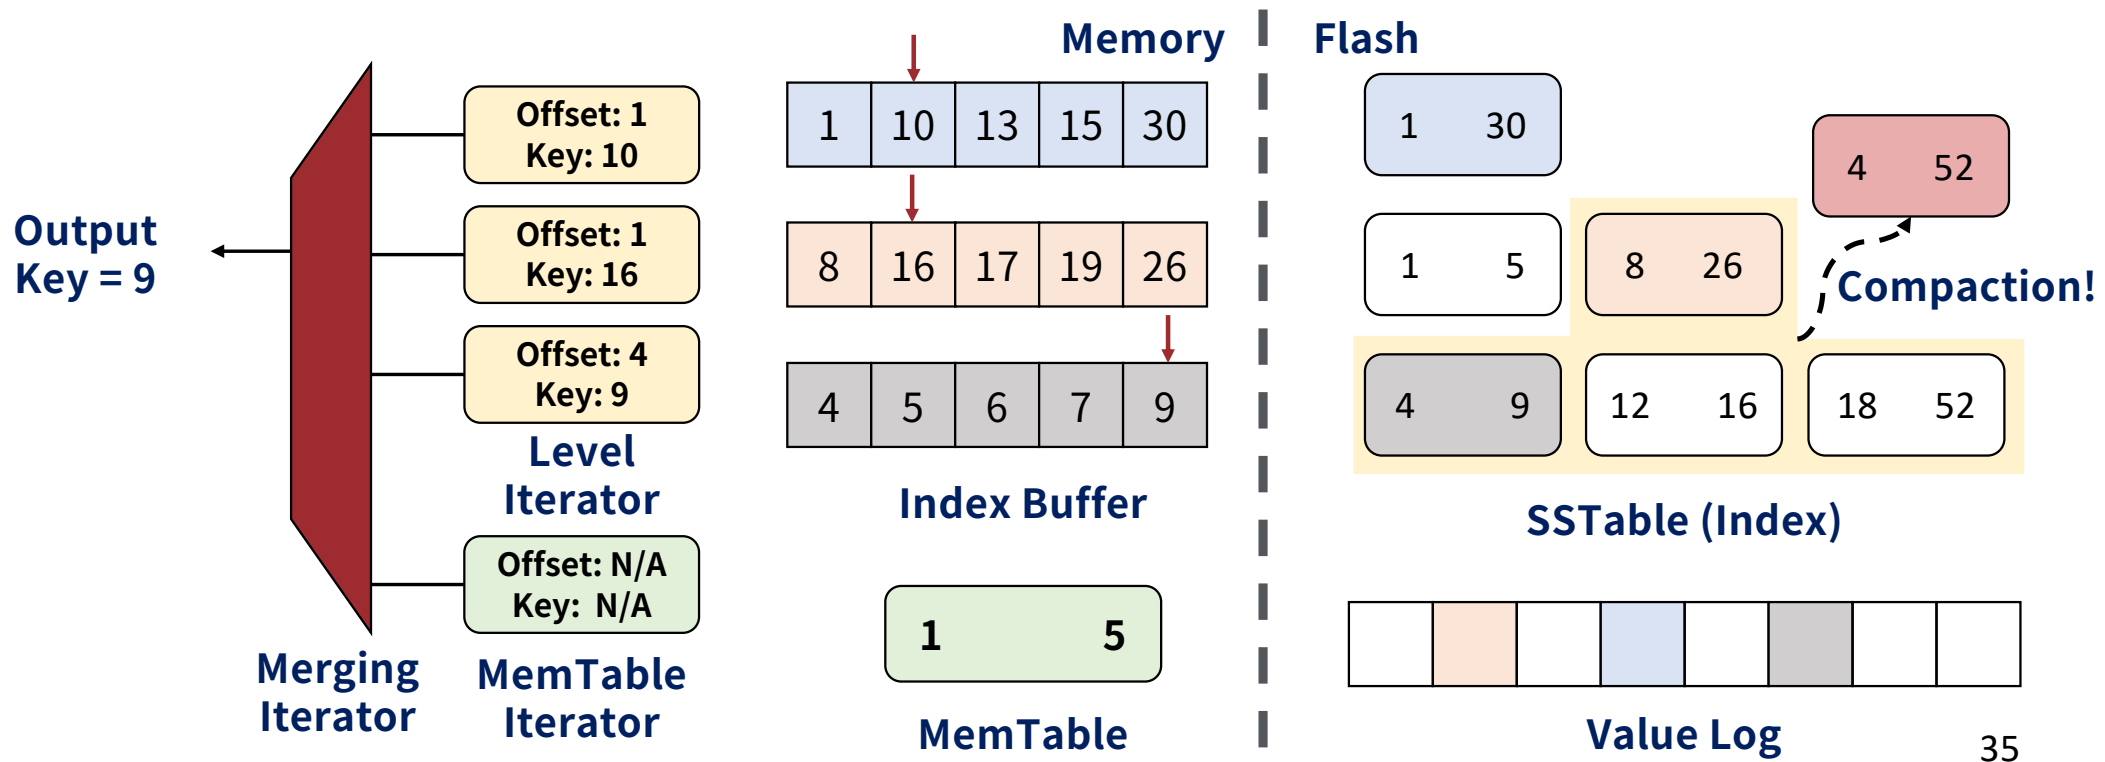 Output
Key = 9
Offset: 1
Key: 10
Offset: 1
Key: 16
Offset: 4
Key: 9
Level
Iterator
Offset: N/A
Key: N/A
Merging
Iterator
MemTable
Iterator
Memory
1 10 13 15 30
8 16 17 19 26
4 5 6 7 9
Index Buffer
1 5
MemTable
Flash
1 30
4 52
1 5
8 26
Compaction!
4 9
12 16
18 52
SSTable (Index)
Value Log
35